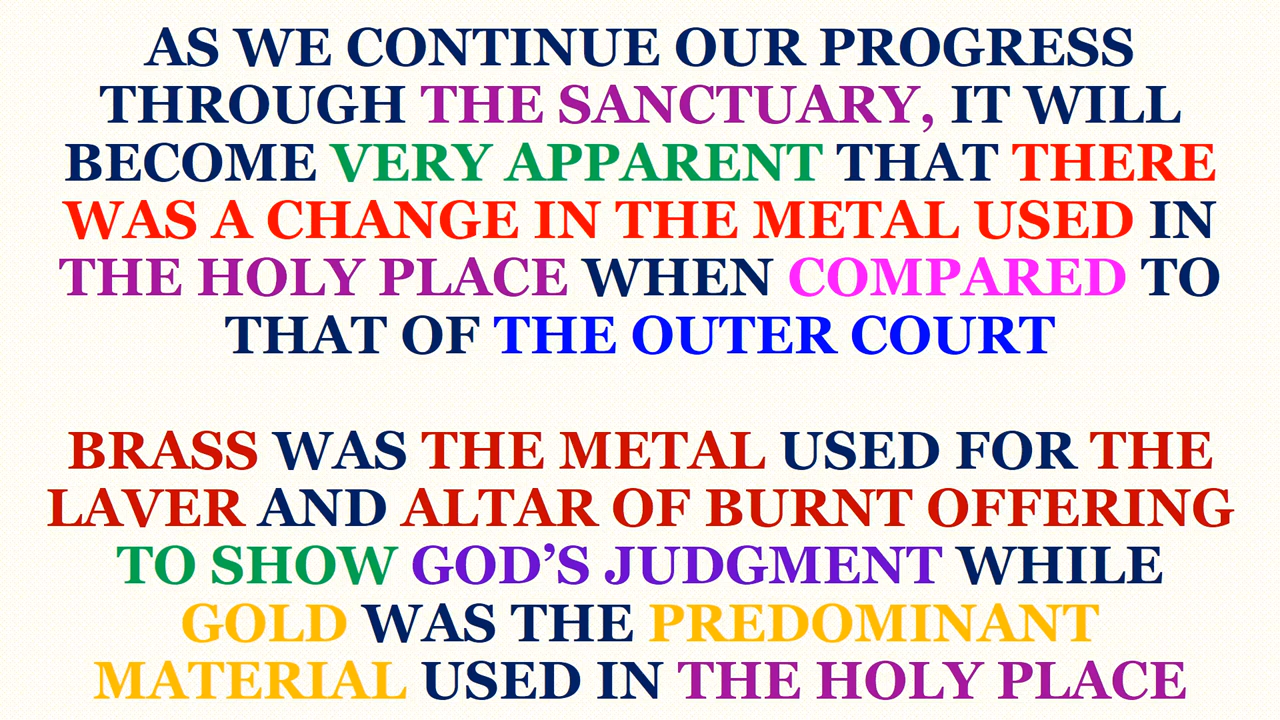 AS WE CONTINUE OUR PROGRESS
THROUGH THE SANCTUARY, IT WILL
BECOME VERY APPARENT THAT THERE
WAS A CHANGE IN THE METAL USED IN
THE HOLY PLACE WHEN COMPARED TO
THAT OF THE OUTER COURT
BRASS WAS THE METAL USED FOR THE
LAVER AND ALTAR OF BURNT OFFERING
TO SHOW GOD’S JUDGMENT WHILE
GOLD WAS THE PREDOMINANT
MATERIAL USED IN THE HOLY PLACE